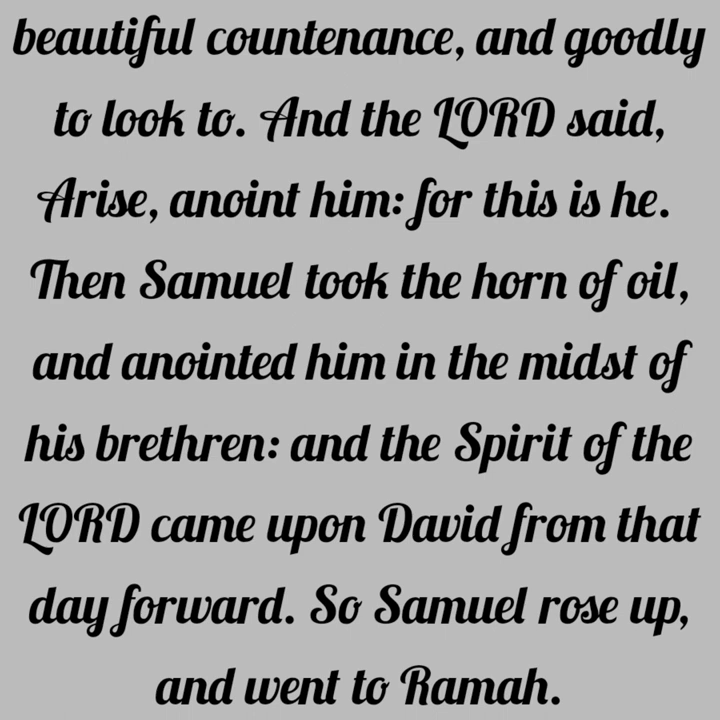 beautiful countenance, and goodly
to look to. And the LORD said,
Arise, anoint him: for this is he.
Then Samuel took the horn of oil,
and anointed him in the midst of
his brethren: and the Spirit of the
LORD came upon David from that
day forward. So Samuel rose up,
and went to Ramah.